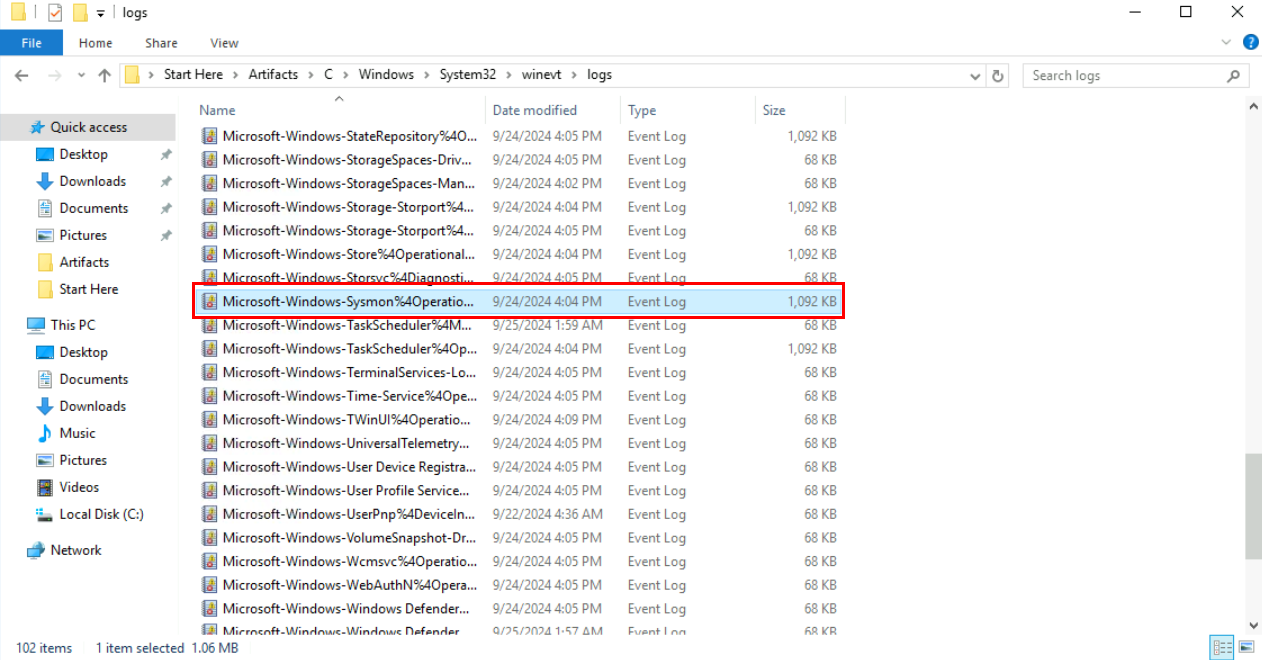 logs
File Home Share View
Start Here Artifacts C Windows System32 winevt logs Search logs
Quick access
Desktop
Downloads
Documents
Pictures
Artifacts
Start Here
This PC
Desktop
Documents
Downloads
Music
Pictures
Videos
Local Disk (C:)
Network
Name Date modified Type Size
Microsoft-Windows-StateRepository%4O... 9/24/2024 4:05 PM Event Log 1,092 KB
Microsoft-Windows-StorageSpaces-Driv... 9/24/2024 4:05 PM Event Log 68 KB
Microsoft-Windows-StorageSpaces-Man... 9/24/2024 4:02 PM Event Log 68 KB
Microsoft-Windows-Storage-Storport%4... 9/24/2024 4:04 PM Event Log 1,092 KB
Microsoft-Windows-Storage-Storport%4... 9/24/2024 4:05 PM Event Log 68 KB
Microsoft-Windows-Store%4Operational... 9/24/2024 4:04 PM Event Log 1,092 KB
Microsoft-Windows-Storsvc%4Diagnosti... 9/24/2024 4:05 PM Event Log 68 KB
Microsoft-Windows-Sysmon%4Operatio... 9/24/2024 4:04 PM Event Log 1,092 KB
Microsoft-Windows-TaskScheduler%4M... 9/25/2024 1:59 AM Event Log 68 KB
Microsoft-Windows-TaskScheduler%4Op... 9/24/2024 4:04 PM Event Log 1,092 KB
Microsoft-Windows-TerminalServices-Lo... 9/24/2024 4:05 PM Event Log 68 KB
Microsoft-Windows-Time-Service%4Ope... 9/24/2024 4:05 PM Event Log 68 KB
Microsoft-Windows-TWinUI%4Operatio... 9/24/2024 4:09 PM Event Log 68 KB
Microsoft-Windows-UniversalTelemetry... 9/24/2024 4:05 PM Event Log 68 KB
Microsoft-Windows-User Device Registra... 9/24/2024 4:05 PM Event Log 68 KB
Microsoft-Windows-User Profile Service... 9/24/2024 4:05 PM Event Log 68 KB
Microsoft-Windows-UserPnp%4DeviceIn... 9/22/2024 4:36 AM Event Log 68 KB
Microsoft-Windows-VolumeSnapshot-Dr... 9/24/2024 4:05 PM Event Log 68 KB
Microsoft-Windows-Wcmsvc%4Operatio... 9/24/2024 4:05 PM Event Log 68 KB
Microsoft-Windows-WebAuthN%4Opera... 9/24/2024 4:05 PM Event Log 68 KB
Microsoft-Windows-Windows Defender... 9/24/2024 4:05 PM Event Log 68 KB
Microsoft-Windows-Windows Defender 9/25/2024 1:57 AM Event Log 68 KB
102 items 1 item selected 1.06 MB